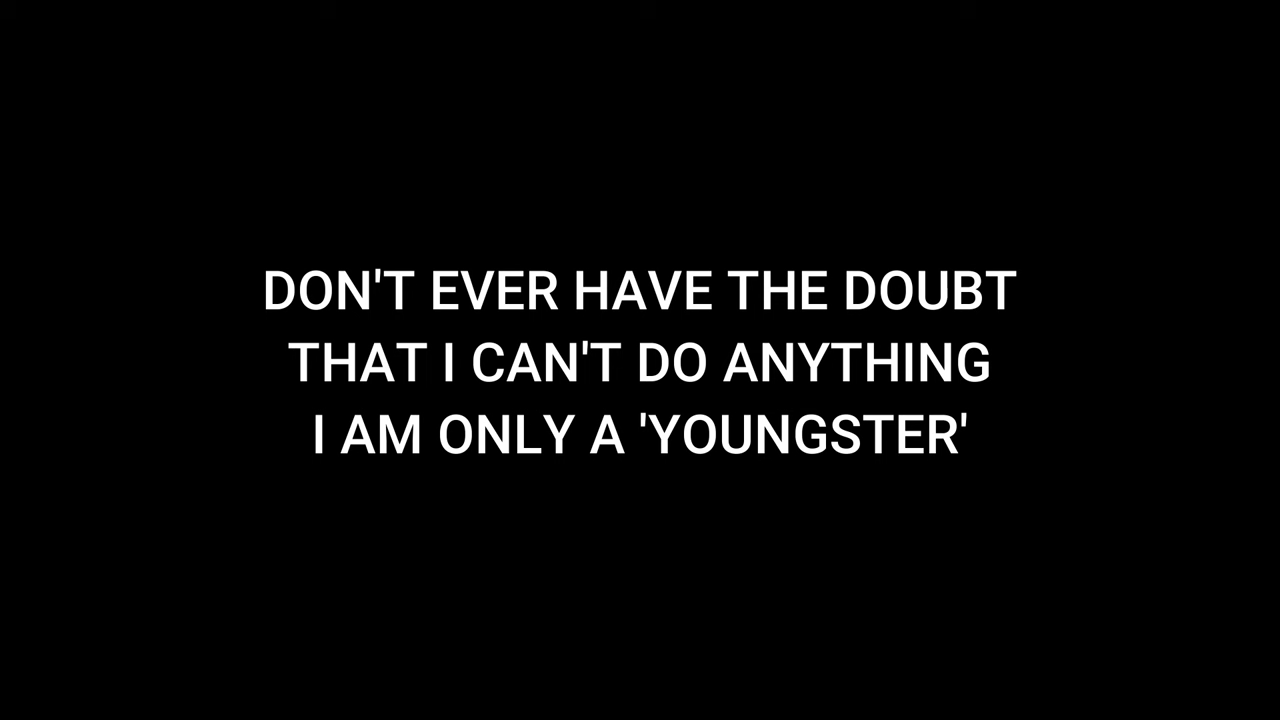 DON'T EVER HAVE THE DOUBT
THAT I CAN'T DO ANYTHING
I AM ONLY A 'YOUNGSTER'